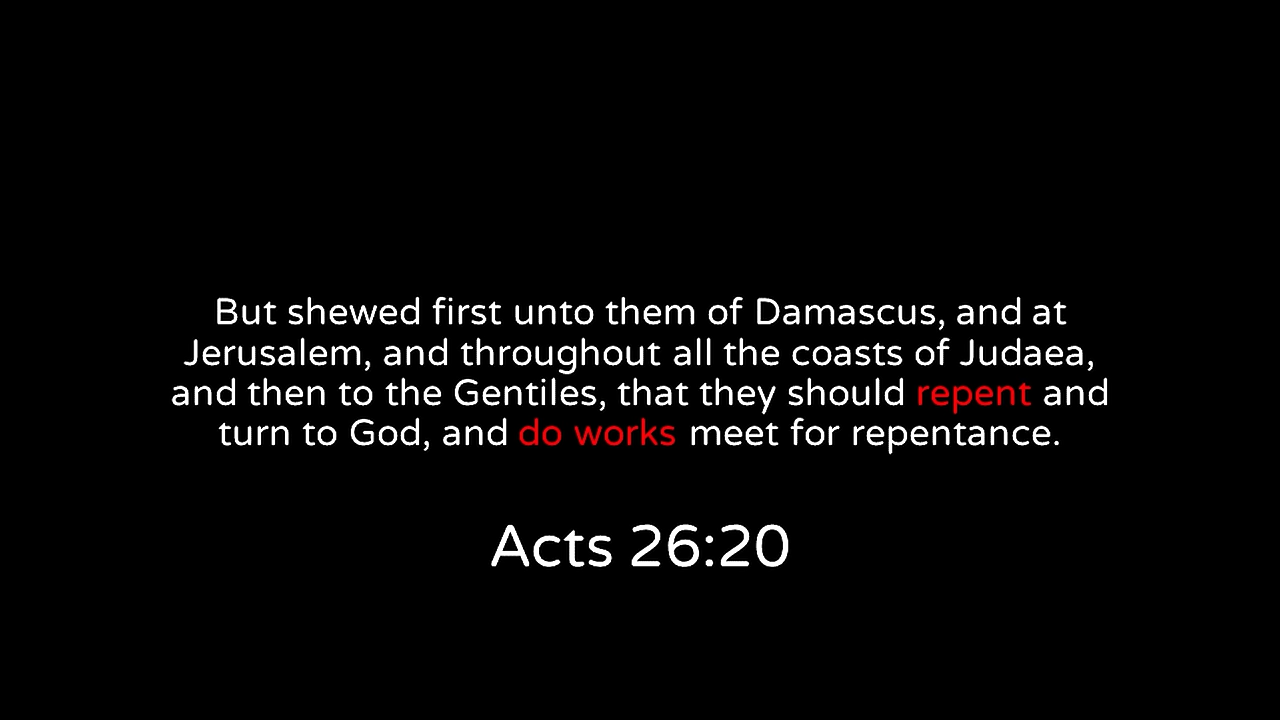 But shewed first unto them of Damascus, and at
Jerusalem, and throughout all the coasts of Judaea,
and then to the Gentiles, that they should repent and
turn to God, and do works meet for repentance.
Acts 26:20